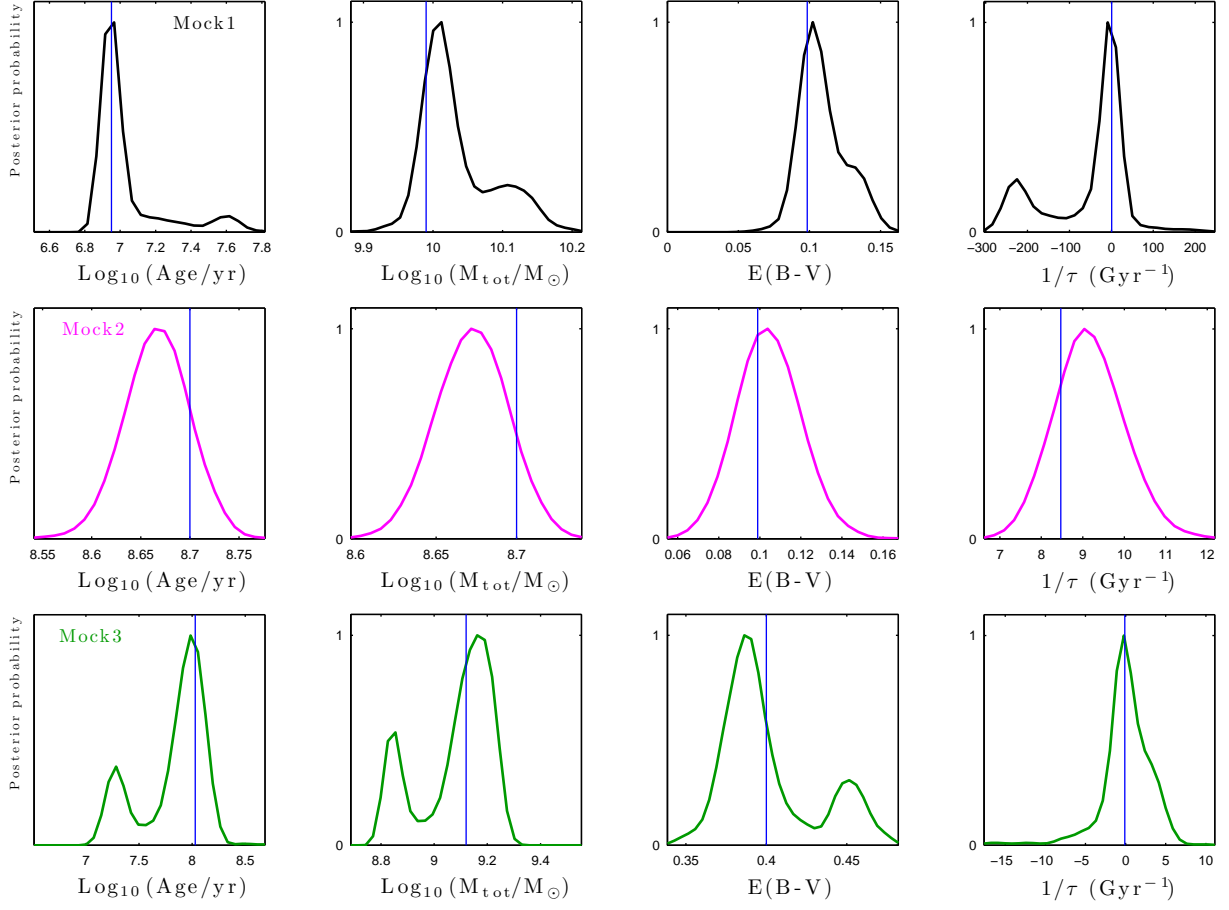 Mock1
Posterior probability
1
1
1
6.6 6.8 7 7.2 7.4 7.6 7.8
9.9 10 10.1 10.2
0 0.05 0.1 0.15
−300 −200 −100 0 100 200
Log₁₀(Age/yr)
Log₁₀(Mₜₒₜ/M⊙)
E(B-V)
1/τ (Gyr⁻¹)
Mock2
Posterior probability
1
1
1
0
0
0
8.55 8.6 8.65 8.7 8.75
8.6 8.65 8.7
0.06 0.08 0.1 0.12 0.14 0.16
7 8 9 10 11 12
Log₁₀(Age/yr)
Log₁₀(Mₜₒₜ/M⊙)
E(B-V)
1/τ (Gyr⁻¹)
Mock3
Posterior probability
1
1
1
0
0
0
7 7.5 8 8.5
8.8 9 9.2 9.4
0.35 0.4 0.45
−15 −10 −5 0 5 10
Log₁₀(Age/yr)
Log₁₀(Mₜₒₜ/M⊙)
E(B-V)
1/τ (Gyr⁻¹)